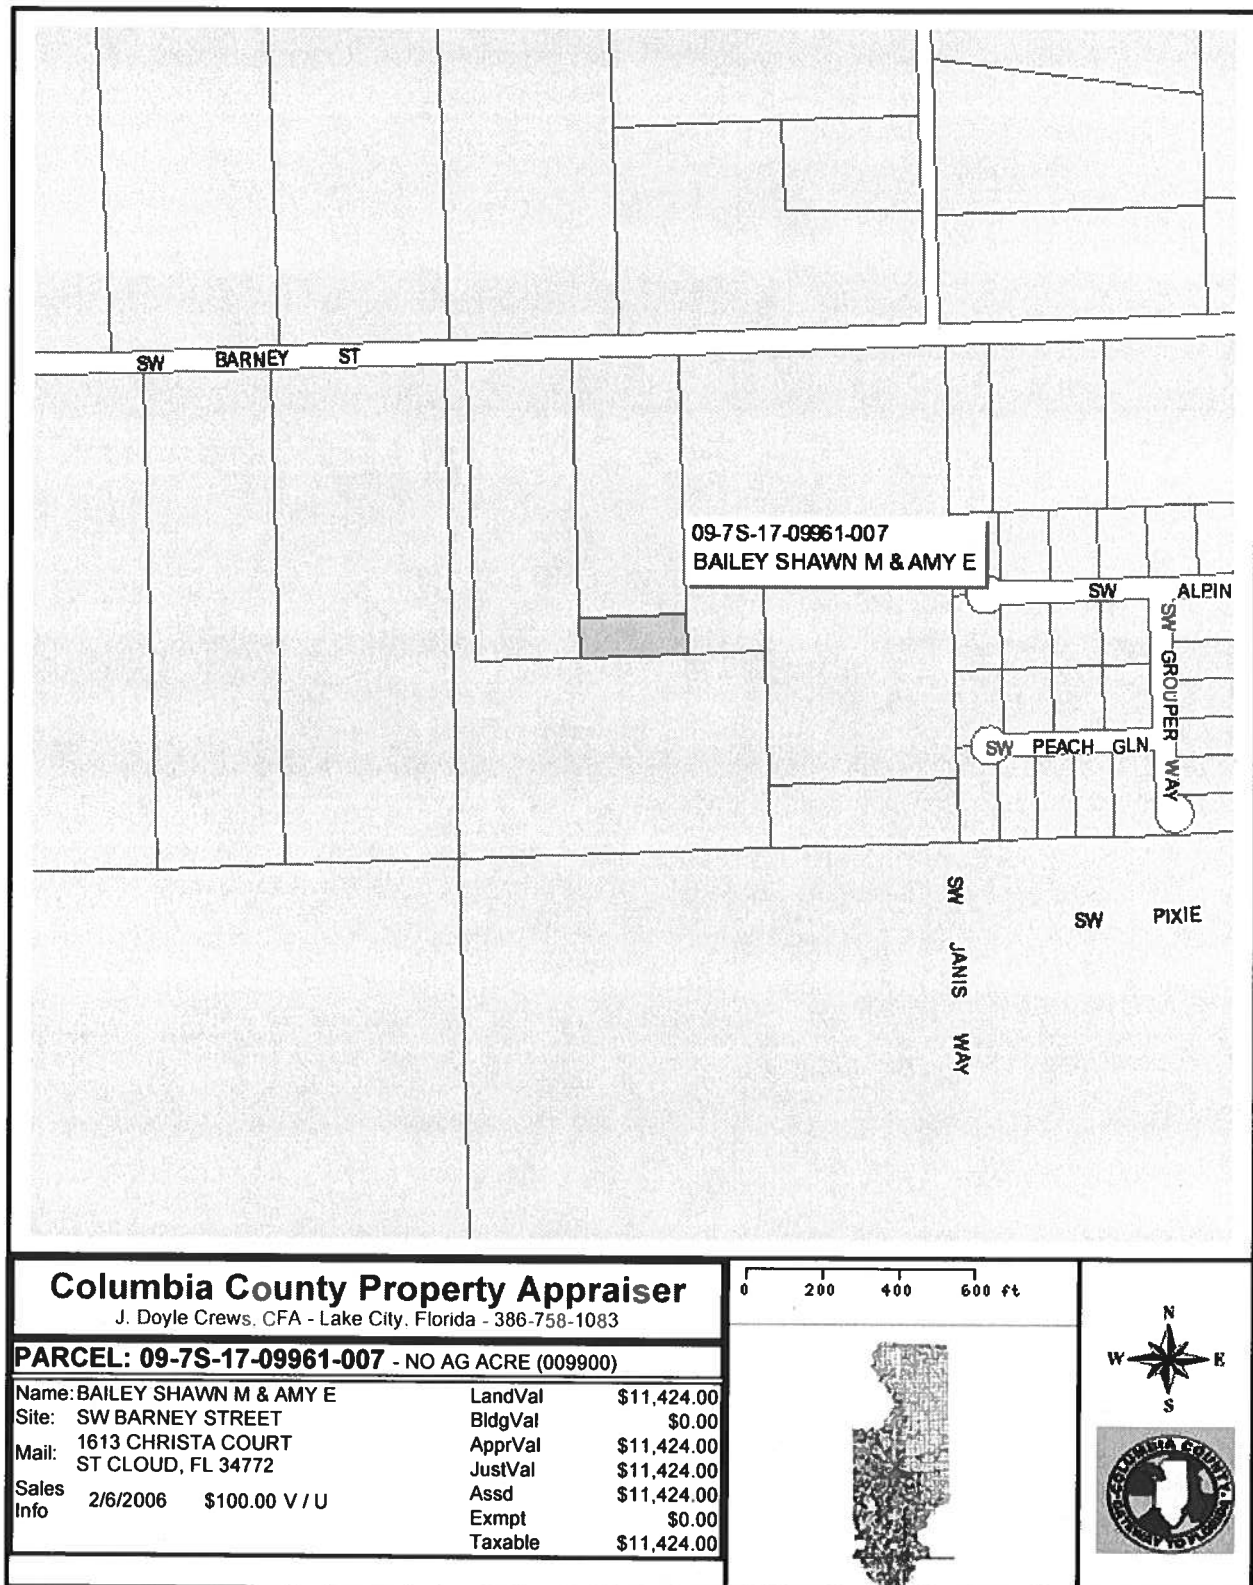 SW BARNEY ST
09-7S-17-09961-007
BAILEY SHAWN M & AMY E
SW ALPIN
SW GROUPER WAY
SW PEACH GLN
SW JANIS WAY
SW PIXIE
Columbia County Property Appraiser
J. Doyle Crews, CFA - Lake City, Florida - 386-758-1083
PARCEL: 09-7S-17-09961-007 - NO AG ACRE (009900)
Name: BAILEY SHAWN M & AMY E
Site: SW BARNEY STREET
Mail: 1613 CHRISTA COURT
ST CLOUD, FL 34772
Sales Info 2/6/2006 $100.00 V / U
LandVal $11,424.00
BldgVal $0.00
ApprVal $11,424.00
JustVal $11,424.00
Assd $11,424.00
Exmpt $0.00
Taxable $11,424.00
0 200 400 600 ft
N
W E
S
COLUMBIA COUNTY
GATEWAY TO FLORIDA